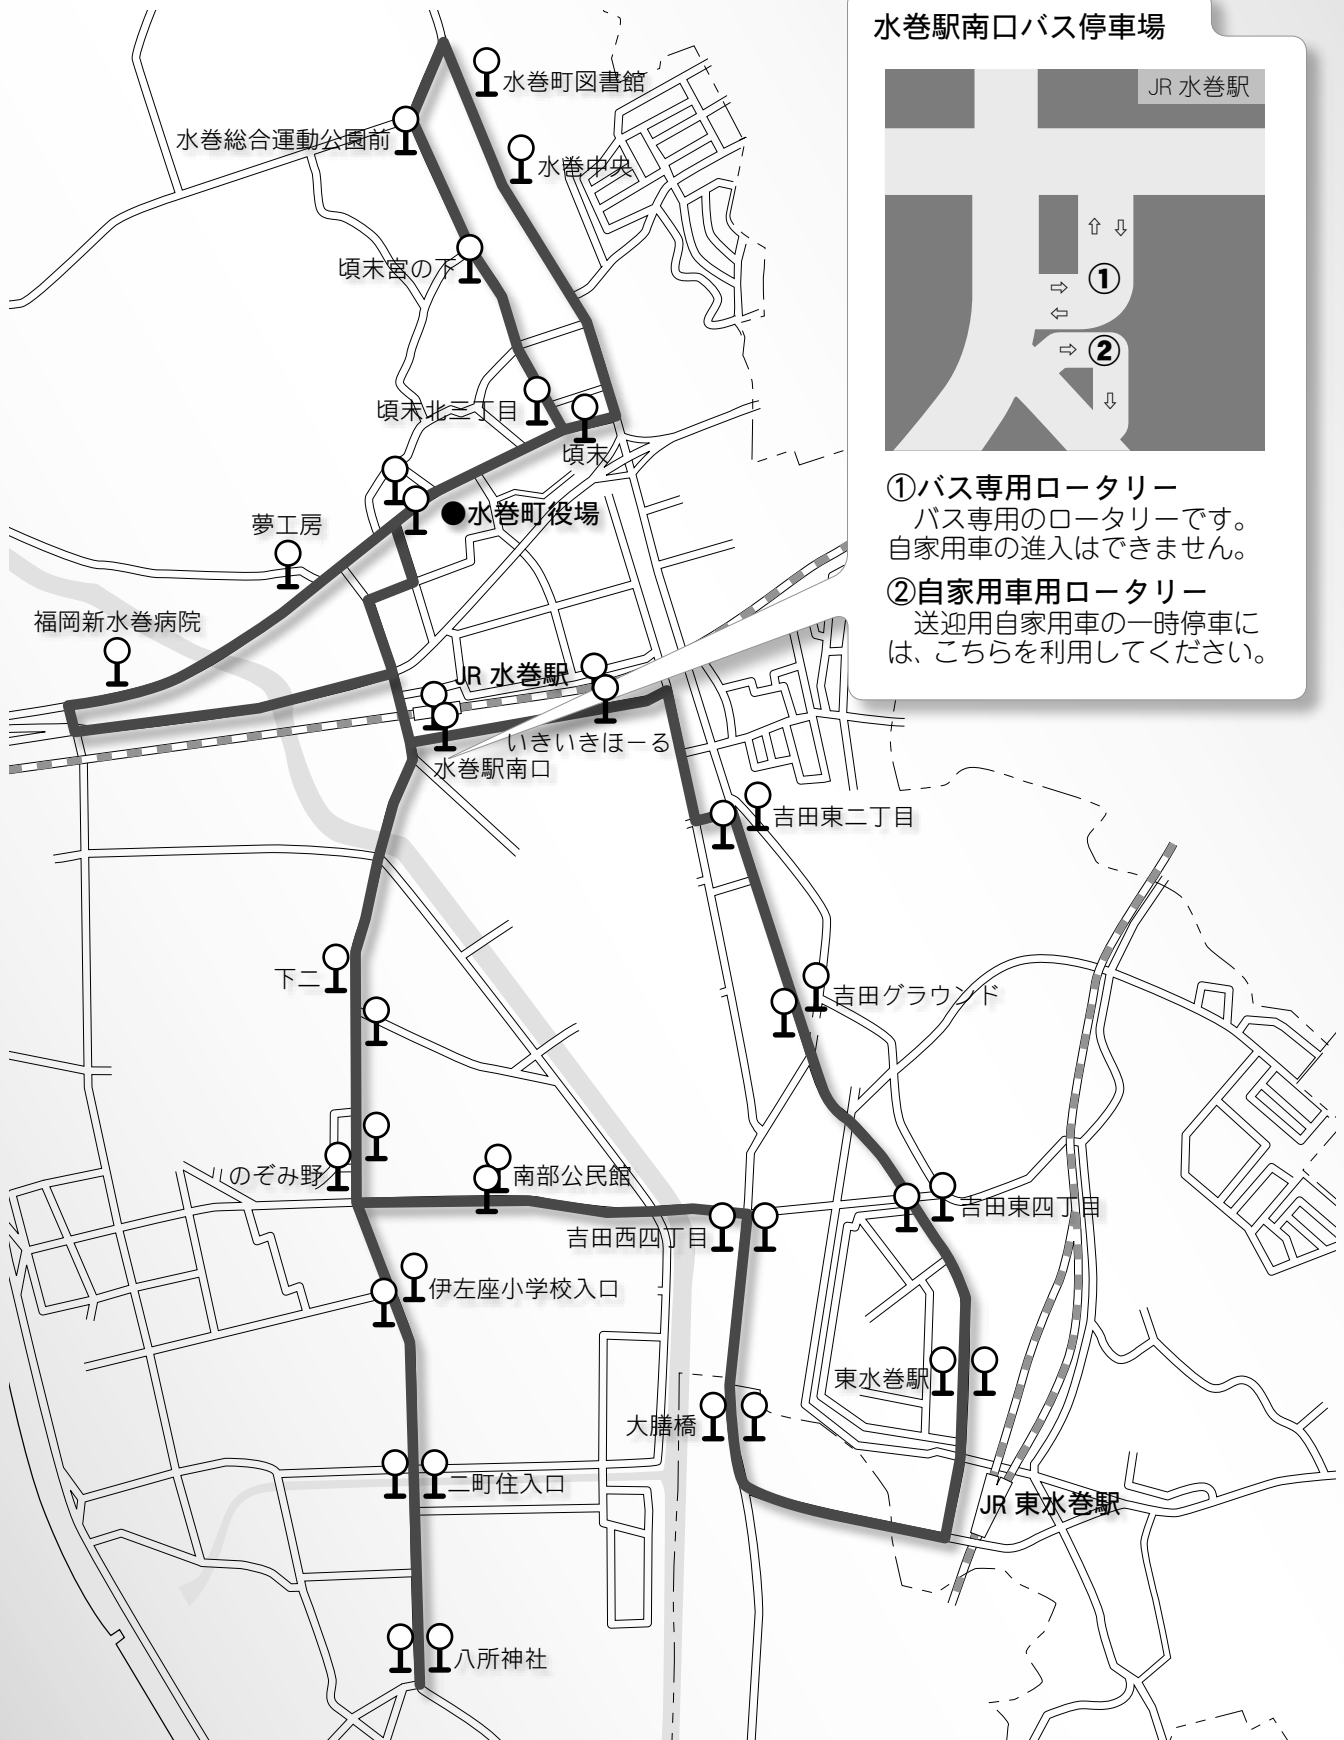 水巻駅南口バス停車場
JR 水巻駅
①
②
①バス専用ロータリー
バス専用のロータリーです。
自家用車の進入はできません。
②自家用車用ロータリー
送迎用自家用車の一時停車に
は、こちらを利用してください。
水巻町図書館
水巻総合運動公園前
水巻中央
頃末宮の下
頃末北三丁目
頃末
●水巻町役場
夢工房
福岡新水巻病院
JR 水巻駅
いきいきほーる
水巻駅南口
吉田東二丁目
下二
吉田グラウンド
のぞみ野
南部公民館
吉田東四丁目
吉田西四丁目
伊左座小学校入口
東水巻駅
大膳橋
二町住入口
JR 東水巻駅
八所神社